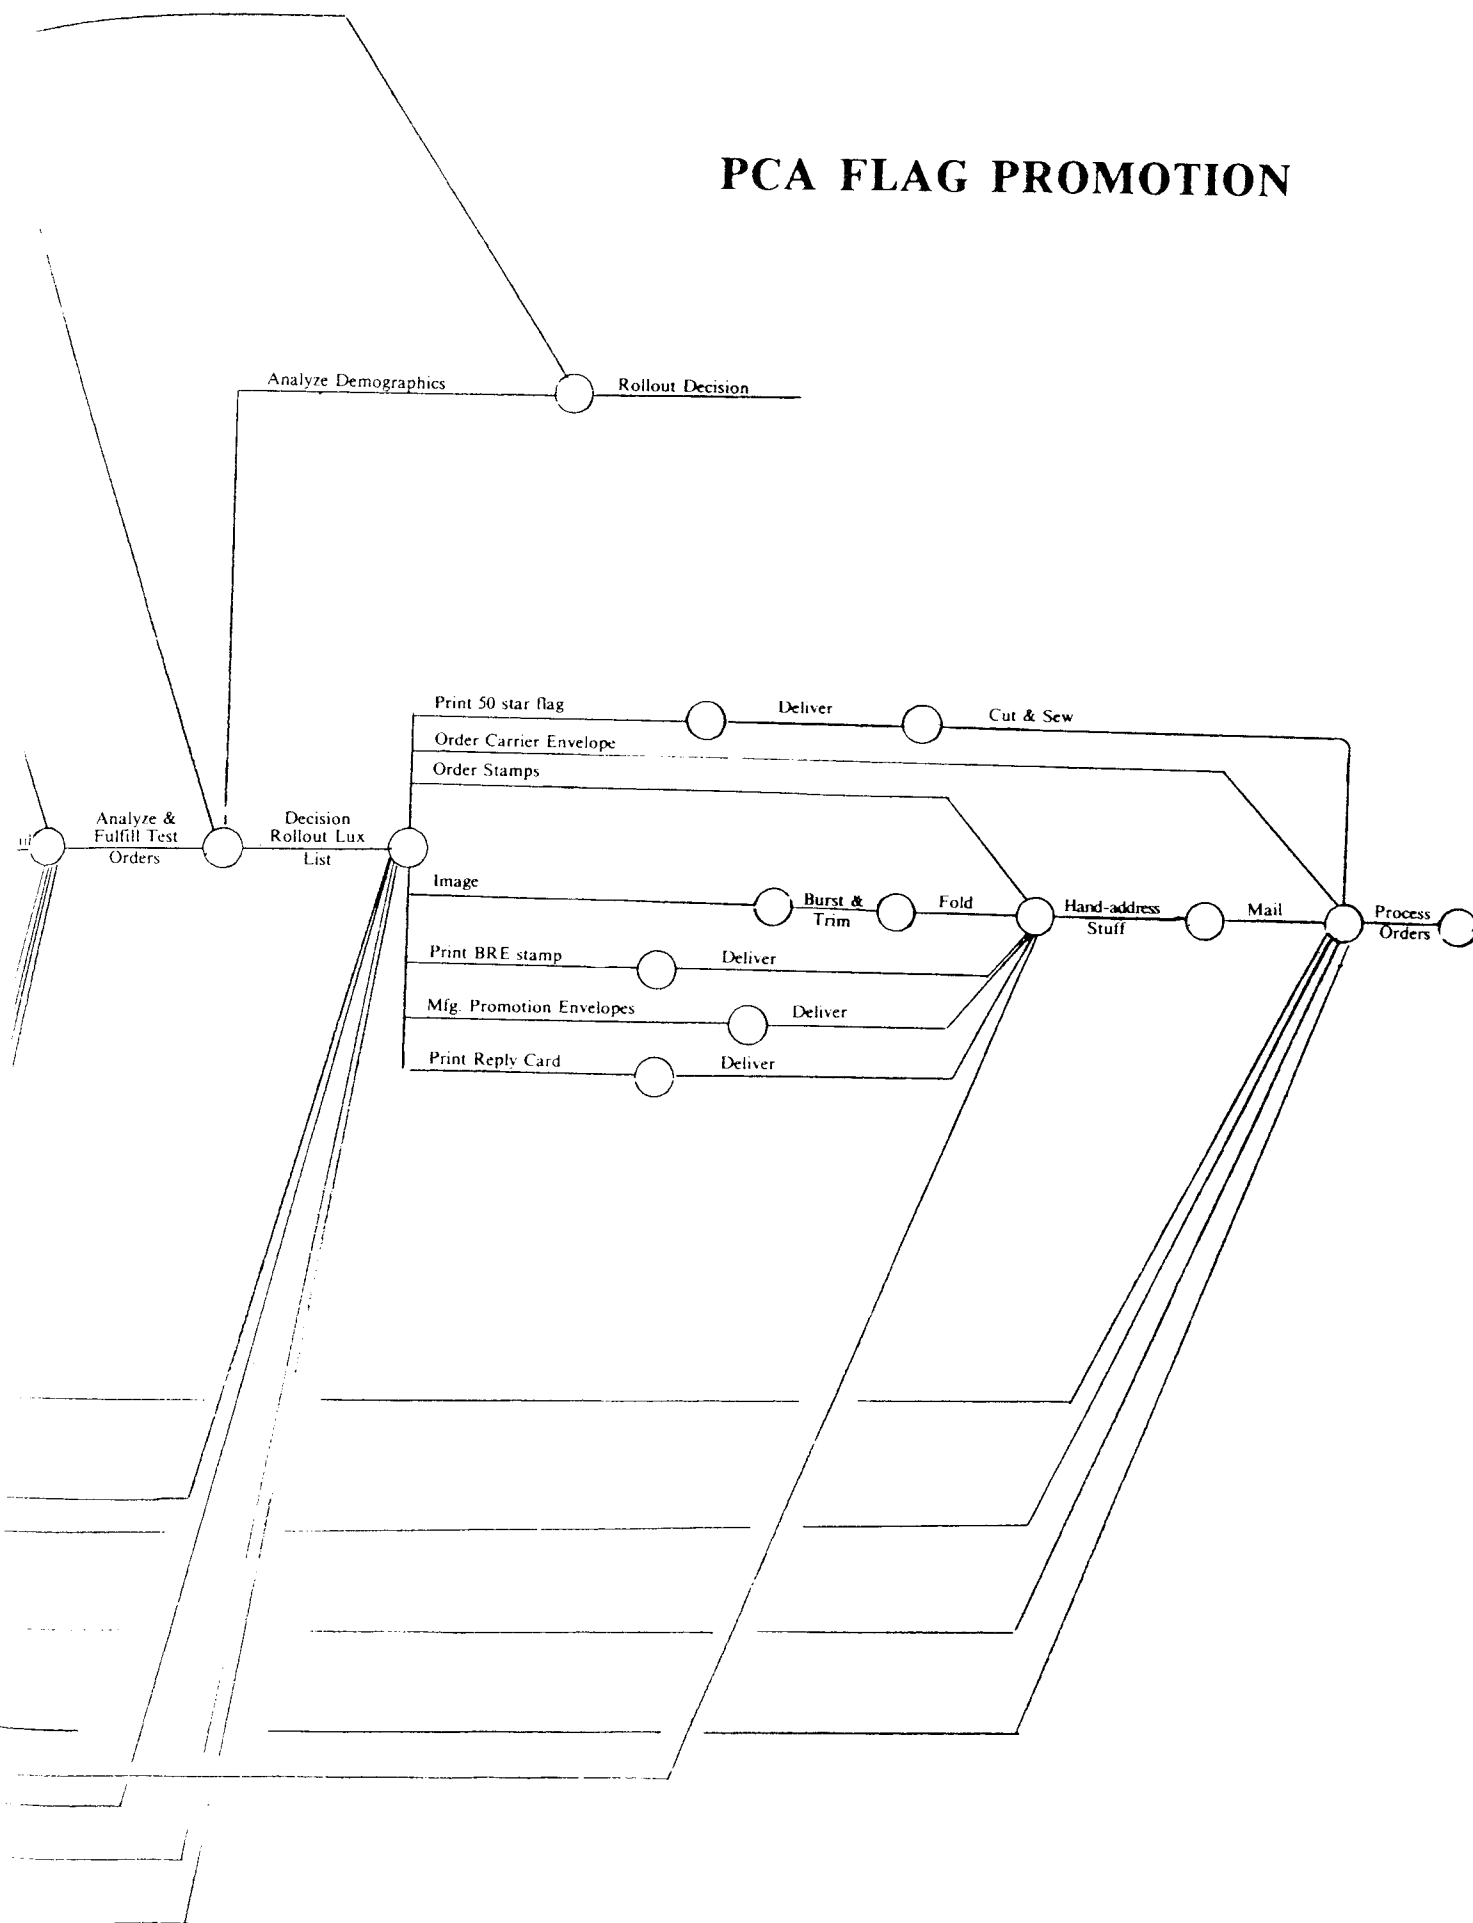 PCA FLAG PROMOTION
Analyze Demographics
Rollout Decision
Print 50 star flag
Deliver
Cut & Sew
Order Carrier Envelope
Order Stamps
Analyze &
Fulfill Test
Orders
Decision
Rollout Lux
List
Image
Burst &
Trim
Fold
Hand-address
Stuff
Mail
Process
Orders
Print BRE stamp
Deliver
Mfg. Promotion Envelopes
Deliver
Print Reply Card
Deliver